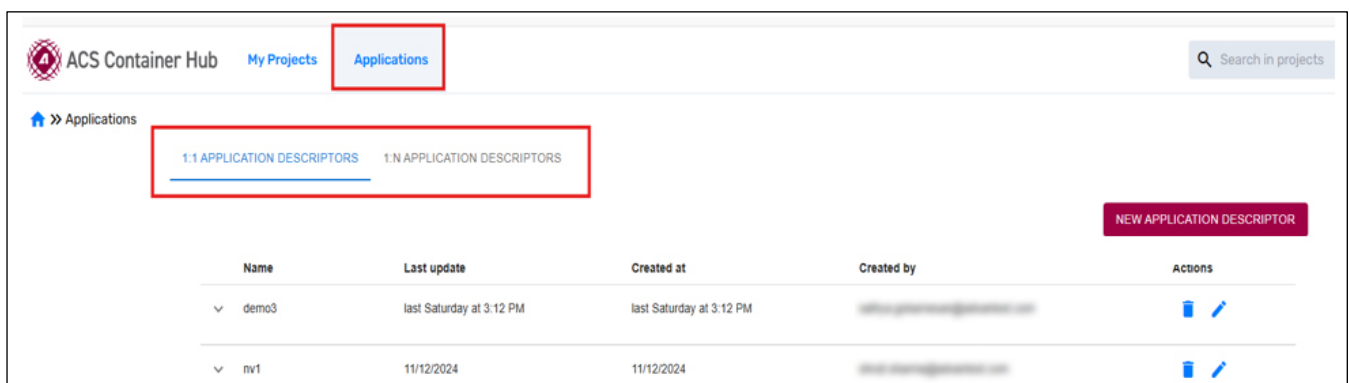 ACS Container Hub My Projects Applications Search in projects
» Applications
1:1 APPLICATION DESCRIPTORS 1:N APPLICATION DESCRIPTORS
NEW APPLICATION DESCRIPTOR
Name Last update Created at Created by Actions
demo3 last Saturday at 3:12 PM last Saturday at 3:12 PM
nv1 11/12/2024 11/12/2024